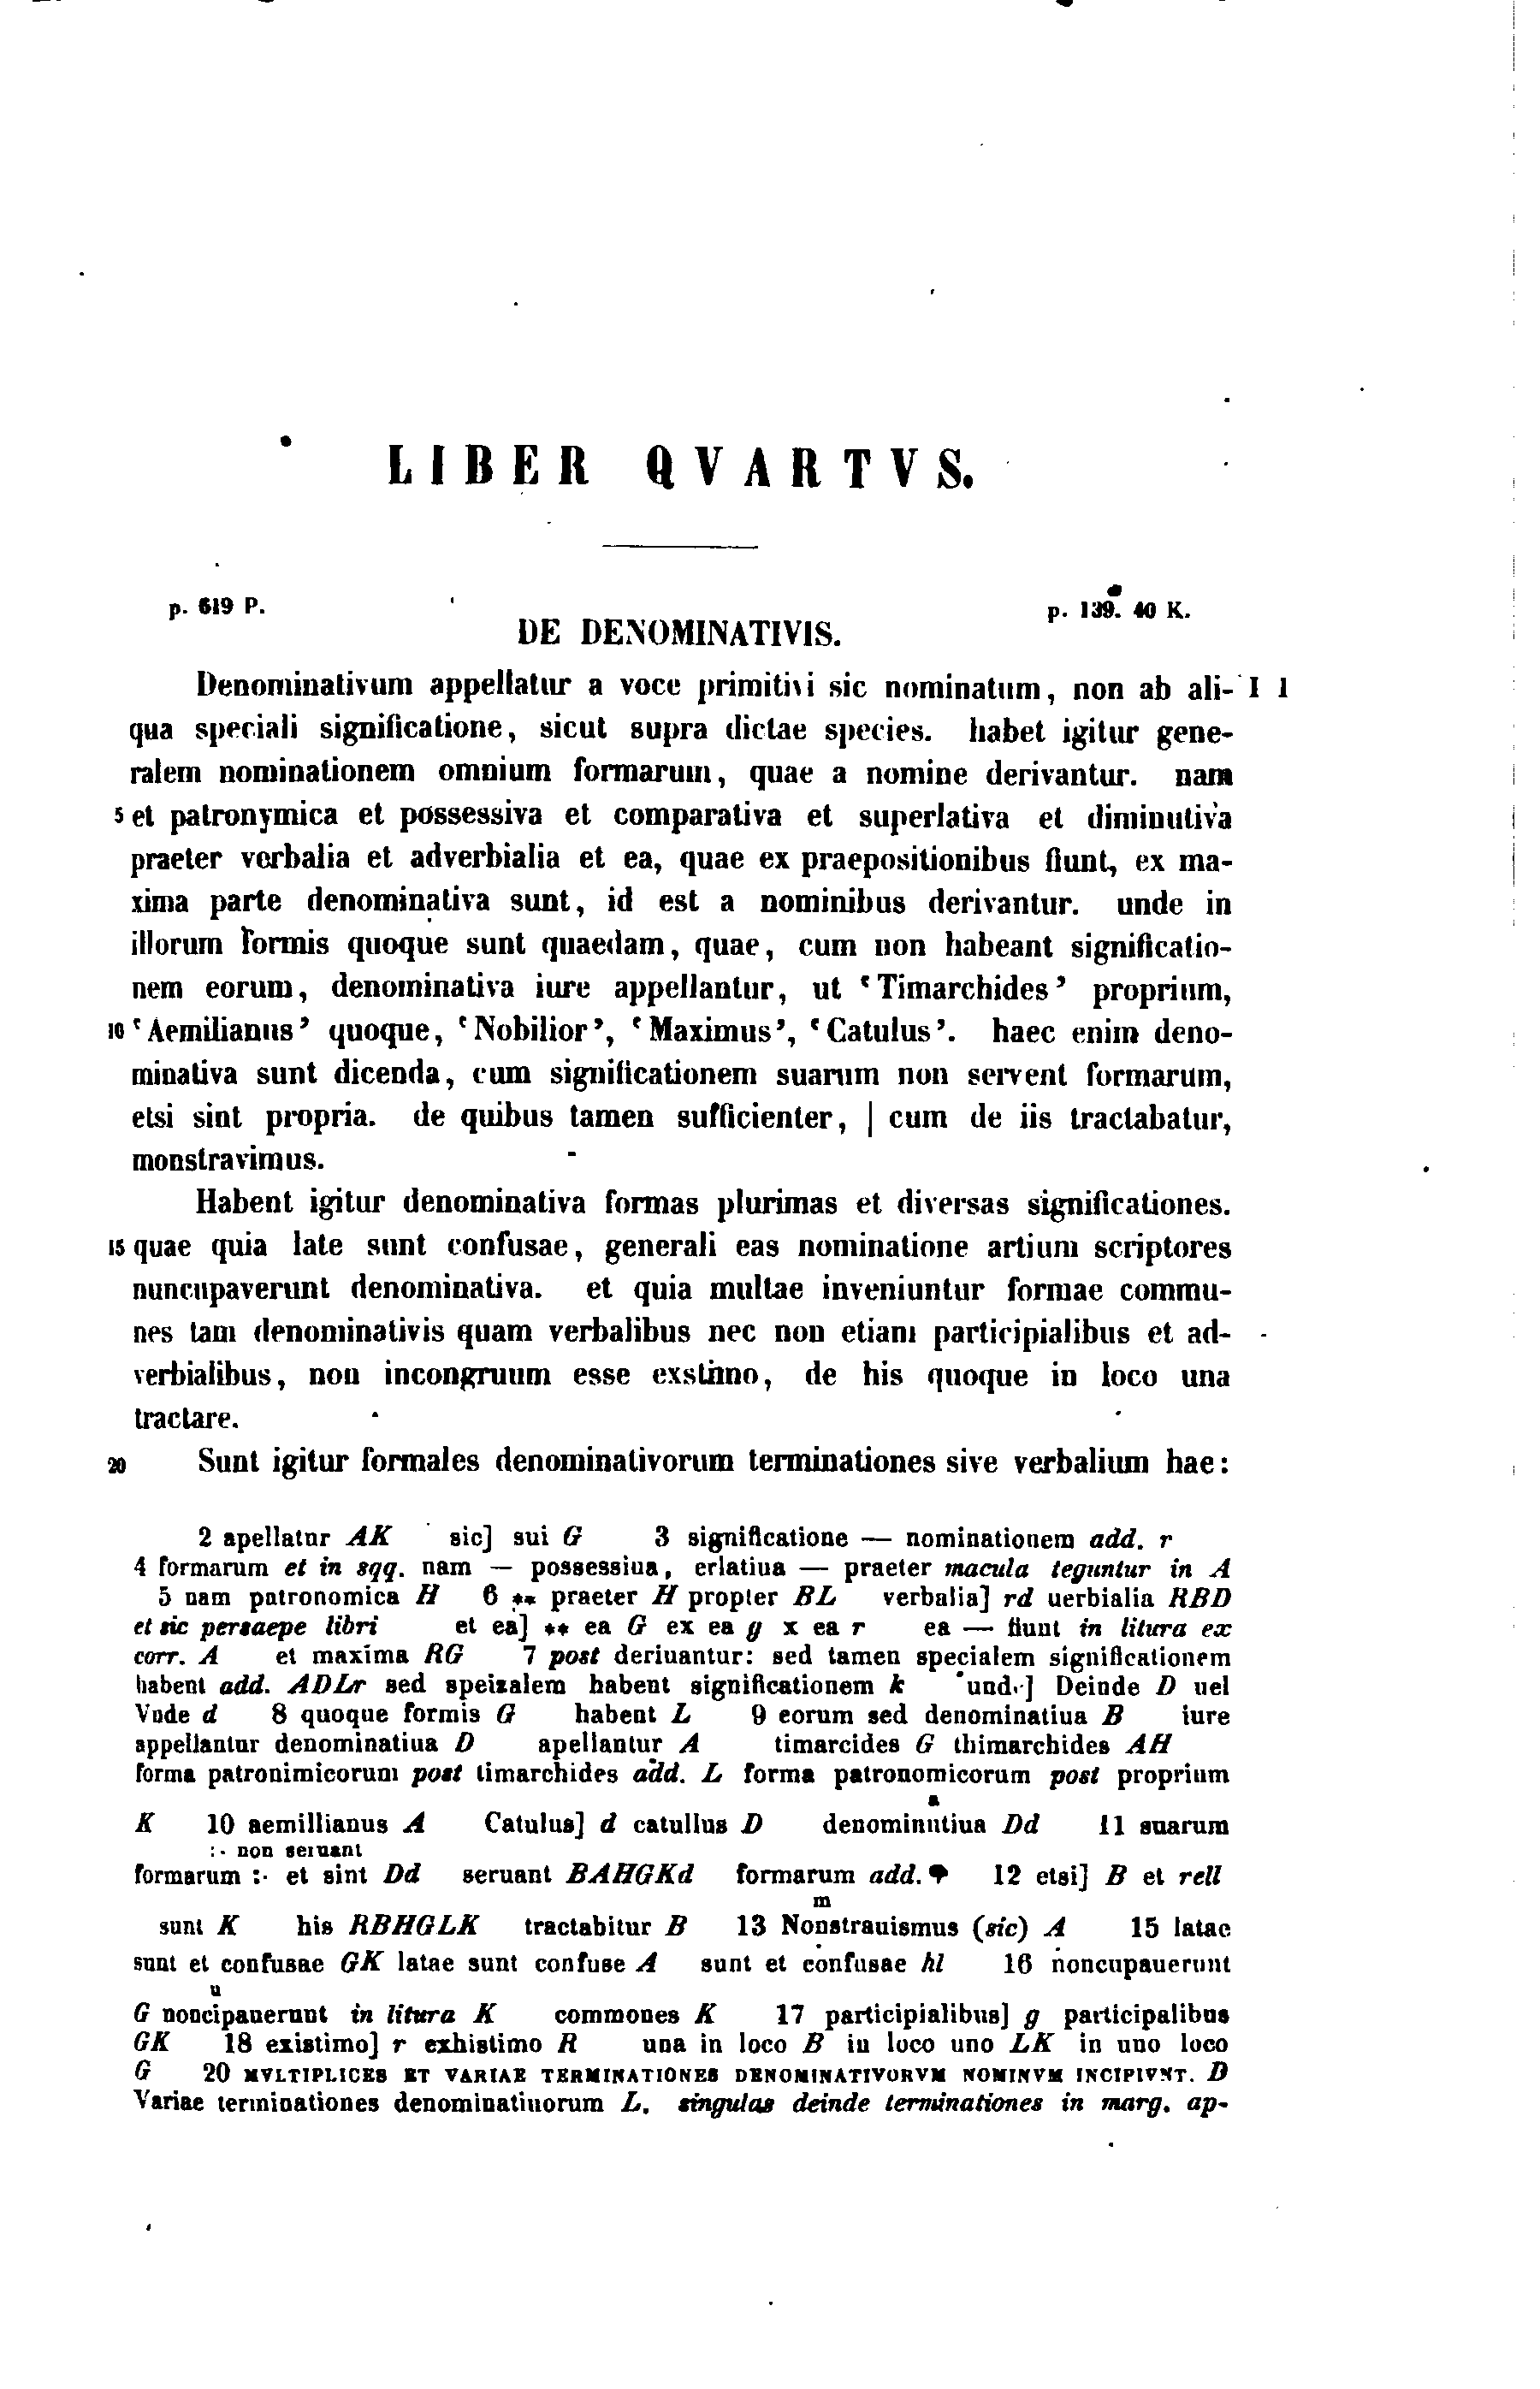 LIBER QVARTVS.
p. 619 P.
p. 139. 40 K.
DE DENOMINATIVIS.
Denominativum appellatur a voce primitivi sic nominatum, non ab ali- I 1
qua speciali significatione, sicut supra dictae species. habet igitur gene-
ralem nominationem omnium formarum, quae a nomine derivantur. nam
5 et patronymica et possessiva et comparativa et superlativa et diminutiva
praeter verbalia et adverbialia et ea, quae ex praepositionibus fiunt, ex ma-
xima parte denominativa sunt, id est a nominibus derivantur. unde in
illorum formis quoque sunt quaedam, quae, cum non habeant significatio-
nem eorum, denominativa iure appellantur, ut ‘Timarchides’ proprium,
10 ‘Aemilianus’ quoque, ‘Nobilior’, ‘Maximus’, ‘Catulus’. haec enim deno-
minativa sunt dicenda, cum significationem suarum non servent formarum,
etsi sint propria. de quibus tamen sufficienter, | cum de iis tractabatur,
monstravimus.
Habent igitur denominativa formas plurimas et diversas significationes.
15 quae quia late sunt confusae, generali eas nominatione artium scriptores
nuncupaverunt denominativa. et quia multae inveniuntur formae commu-
nes tam denominativis quam verbalibus nec non etiam participialibus et ad-
verbialibus, non incongruum esse exstimo, de his quoque in loco una
tractare.
20 Sunt igitur formales denominativorum terminationes sive verbalium hae:
2 apellatur AK sic] sui G 3 significatione — nominationem add. r
4 formarum et in sqq. nam — possessiua, erlatiua — praeter macula teguntur in A
5 nam patronomica H 6 ** praeter H propter BL verbalia] rd uerbialia RBD
et sic persaepe libri et ea] ** ea G ex ea g x ea r ea — fiunt in litura ex
corr. A et maxima RG 7 post deriuantur: sed tamen specialem significationem
habent add. ADLr sed speizalem habent significationem k unde] Deinde D uel
Vnde d 8 quoque formis G habent L 9 eorum sed denominatiua B iure
appellantur denominatiua D apellantur A timarcides G thimarchides AH
forma patronimicorum post timarchides add. L forma patronomicorum post proprium
a
K 10 aemillianus A Catulus] d catullus D denominutiua Dd 11 suarum
:· non seruant
formarum :· et sint Dd seruant BAHGKd formarum add. 12 etsi] B et rell
m
sunt K his RBHGLK tractabitur B 13 Nonstrauismus (sic) A 15 latae
sunt et confusae GK latae sunt confuse A sunt et confusae hl 16 noncupauerunt
u
G noncipauerunt in litura K commones K 17 participialibus] g participalibus
GK 18 existimo] r exhistimo R una in loco B in loco uno LK in uno loco
G 20 MVLTIPLICES ET VARIAE TERMINATIONES DENOMINATIVORVM NOMINVM INCIPIVNT. D
Variae terminationes denominatiuorum L. singulas deinde terminationes in marg. ap-